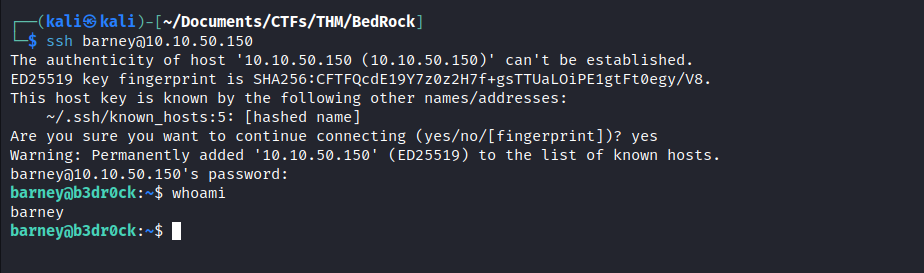 ┌──(kali㉿kali)-[~/Documents/CTFs/THM/BedRock]
└─$ ssh barney@10.10.50.150
The authenticity of host '10.10.50.150 (10.10.50.150)' can't be established.
ED25519 key fingerprint is SHA256:CFTFQcdE19Y7z0z2H7f+gsTTUaLOiPE1gtFt0egy/V8.
This host key is known by the following other names/addresses:
    ~/.ssh/known_hosts:5: [hashed name]
Are you sure you want to continue connecting (yes/no/[fingerprint])? yes
Warning: Permanently added '10.10.50.150' (ED25519) to the list of known hosts.
barney@10.10.50.150's password:
barney@b3dr0ck:~$ whoami
barney
barney@b3dr0ck:~$